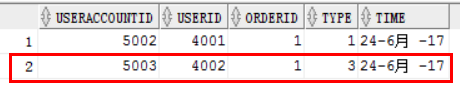 USERACCOUNTID USERID ORDERID TYPE TIME
1 5002 4001 1 1 24-6月 -17
2 5003 4002 1 3 24-6月 -17